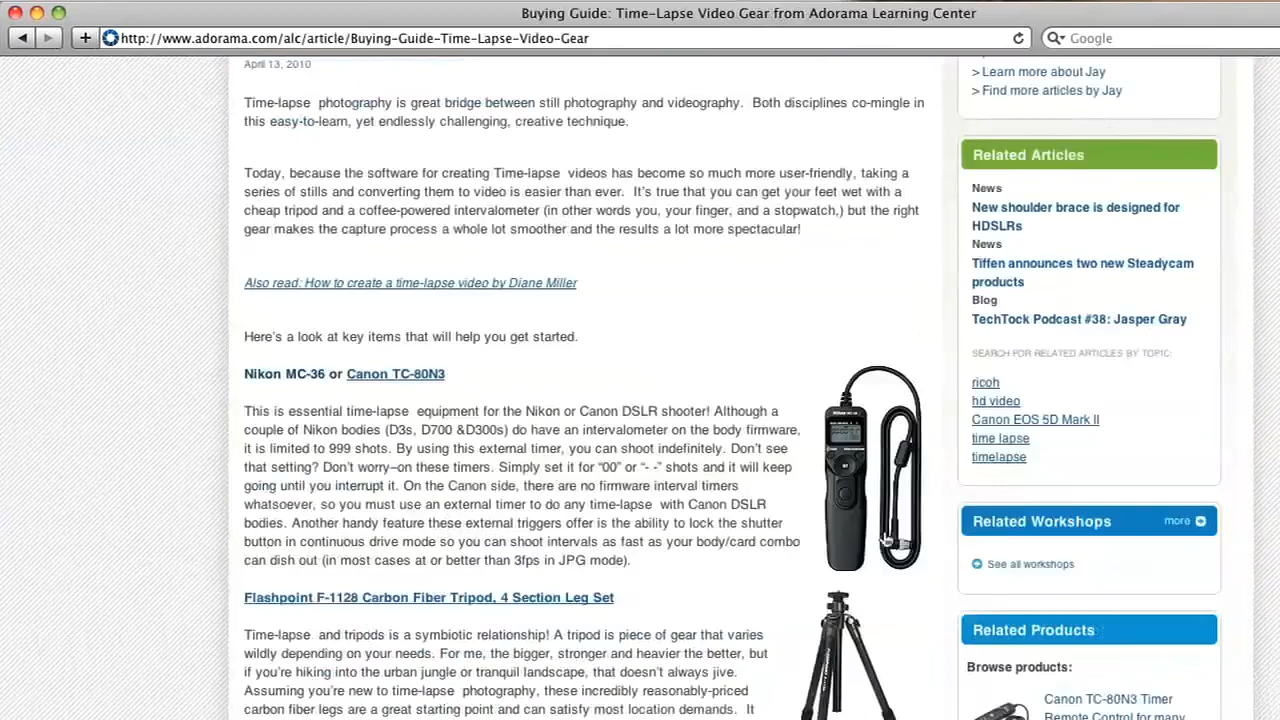 Buying Guide: Time-Lapse Video Gear from Adorama Learning Center
http://www.adorama.com/alc/article/Buying-Guide-Time-Lapse-Video-Gear
Google
April 13, 2010
Time-lapse photography is great bridge between still photography and videography. Both disciplines co-mingle in
this easy-to-learn, yet endlessly challenging, creative technique.
Today, because the software for creating Time-lapse videos has become so much more user-friendly, taking a
series of stills and converting them to video is easier than ever. It's true that you can get your feet wet with a
cheap tripod and a coffee-powered intervalometer (in other words you, your finger, and a stopwatch,) but the right
gear makes the capture process a whole lot smoother and the results a lot more spectacular!
Also read: How to create a time-lapse video by Diane Miller
Here's a look at key items that will help you get started.
Nikon MC-36 or Canon TC-80N3
This is essential time-lapse equipment for the Nikon or Canon DSLR shooter! Although a
couple of Nikon bodies (D3s, D700 &D300s) do have an intervalometer on the body firmware,
it is limited to 999 shots. By using this external timer, you can shoot indefinitely. Don't see
that setting? Don't worry–on these timers. Simply set it for “00” or “- -” shots and it will keep
going until you interrupt it. On the Canon side, there are no firmware interval timers
whatsoever, so you must use an external timer to do any time-lapse with Canon DSLR
bodies. Another handy feature these external triggers offer is the ability to lock the shutter
button in continuous drive mode so you can shoot intervals as fast as your body/card combo
can dish out (in most cases at or better than 3fps in JPG mode).
Flashpoint F-1128 Carbon Fiber Tripod, 4 Section Leg Set
Time-lapse and tripods is a symbiotic relationship! A tripod is piece of gear that varies
wildly depending on your needs. For me, the bigger, stronger and heavier the better, but
if you're hiking into the urban jungle or tranquil landscape, that doesn't always jive.
Assuming you're new to time-lapse photography, these incredibly reasonably-priced
carbon fiber legs are a great starting point and can satisfy most location demands. It
> Learn more about Jay
> Find more articles by Jay
Related Articles
News
New shoulder brace is designed for
HDSLRs
News
Tiffen announces two new Steadycam
products
Blog
TechTock Podcast #38: Jasper Gray
SEARCH FOR RELATED ARTICLES BY TOPIC:
ricoh
hd video
Canon EOS 5D Mark II
time lapse
timelapse
Related Workshops
more
See all workshops
Related Products
Browse products:
Canon TC-80N3 Timer
Remote Control for many